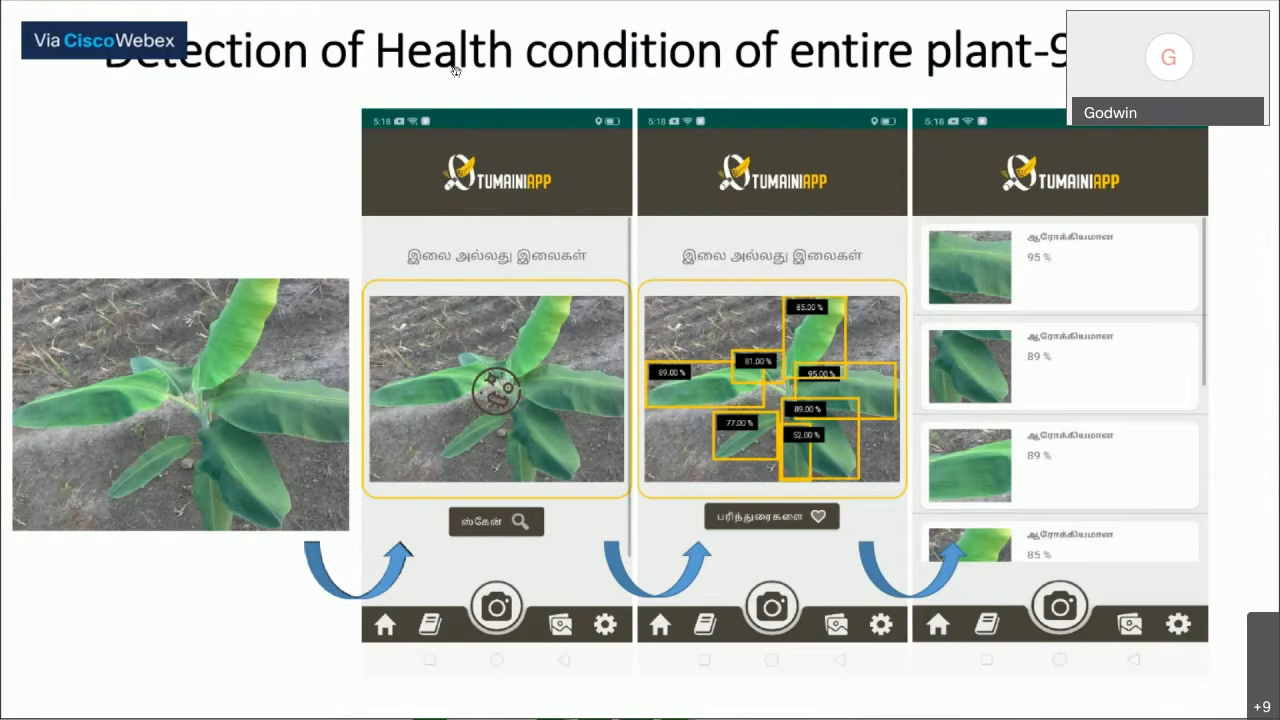 Via Cisco Webex
etection of Health condition of entire plant-9
G
Godwin
5:18
TUMAINIAPP
இலை அல்லது இலைகள்
ஸ்கேன்
5:18
TUMAINIAPP
இலை அல்லது இலைகள்
85.00 %
81.00 %
89.00 %
95.00 %
89.00 %
77.00 %
52.00 %
பரிந்துரைகளை
5:18
TUMAINIAPP
ஆரோக்கியமான
95 %
ஆரோக்கியமான
89 %
ஆரோக்கியமான
89 %
ஆரோக்கியமான
85 %
+9